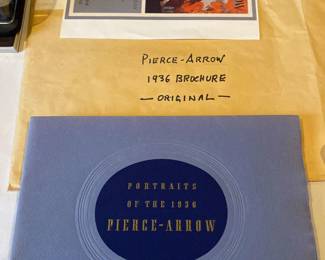 PIERCE-ARROW
1936 BROCHURE
- ORIGINAL -
PORTRAITS
OF THE 1936
PIERCE-ARROW